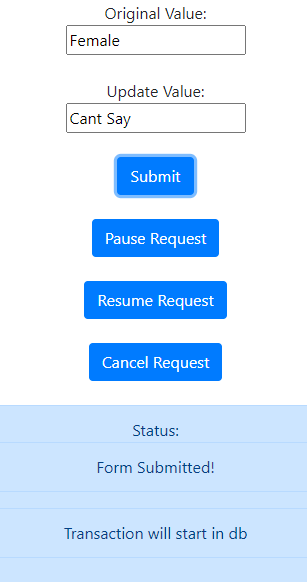 Original Value:
Female
Update Value:
Cant Say
Submit
Pause Request
Resume Request
Cancel Request
Status:
Form Submitted!
Transaction will start in db